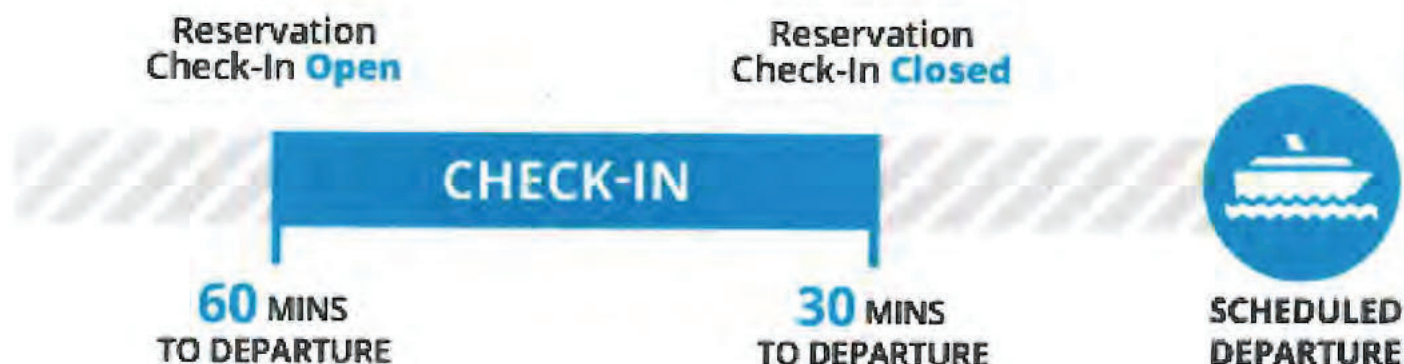 Reservation
Check-In Open
Reservation
Check-In Closed
CHECK-IN
60 MINS
TO DEPARTURE
30 MINS
TO DEPARTURE
SCHEDULED
DEPARTURE